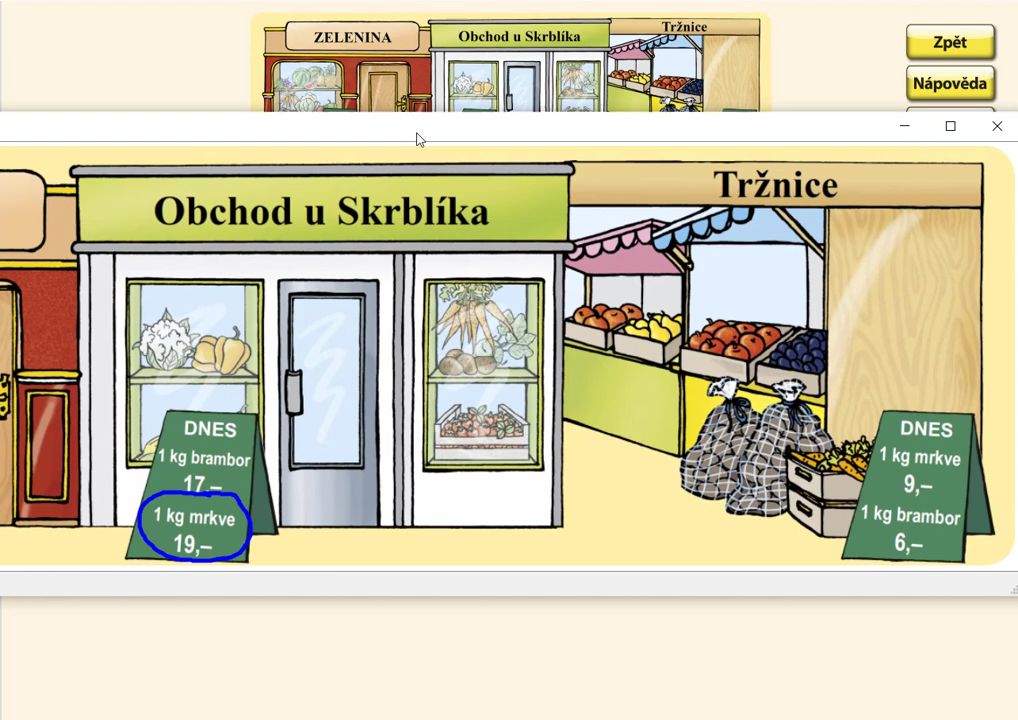 ZELENINA
Obchod u Skrblíka
Tržnice
Zpět
Nápověda
Obchod u Skrblíka
Tržnice
DNES
1 kg brambor
17,–
1 kg mrkve
19,–
DNES
1 kg mrkve
9,–
1 kg brambor
6,–